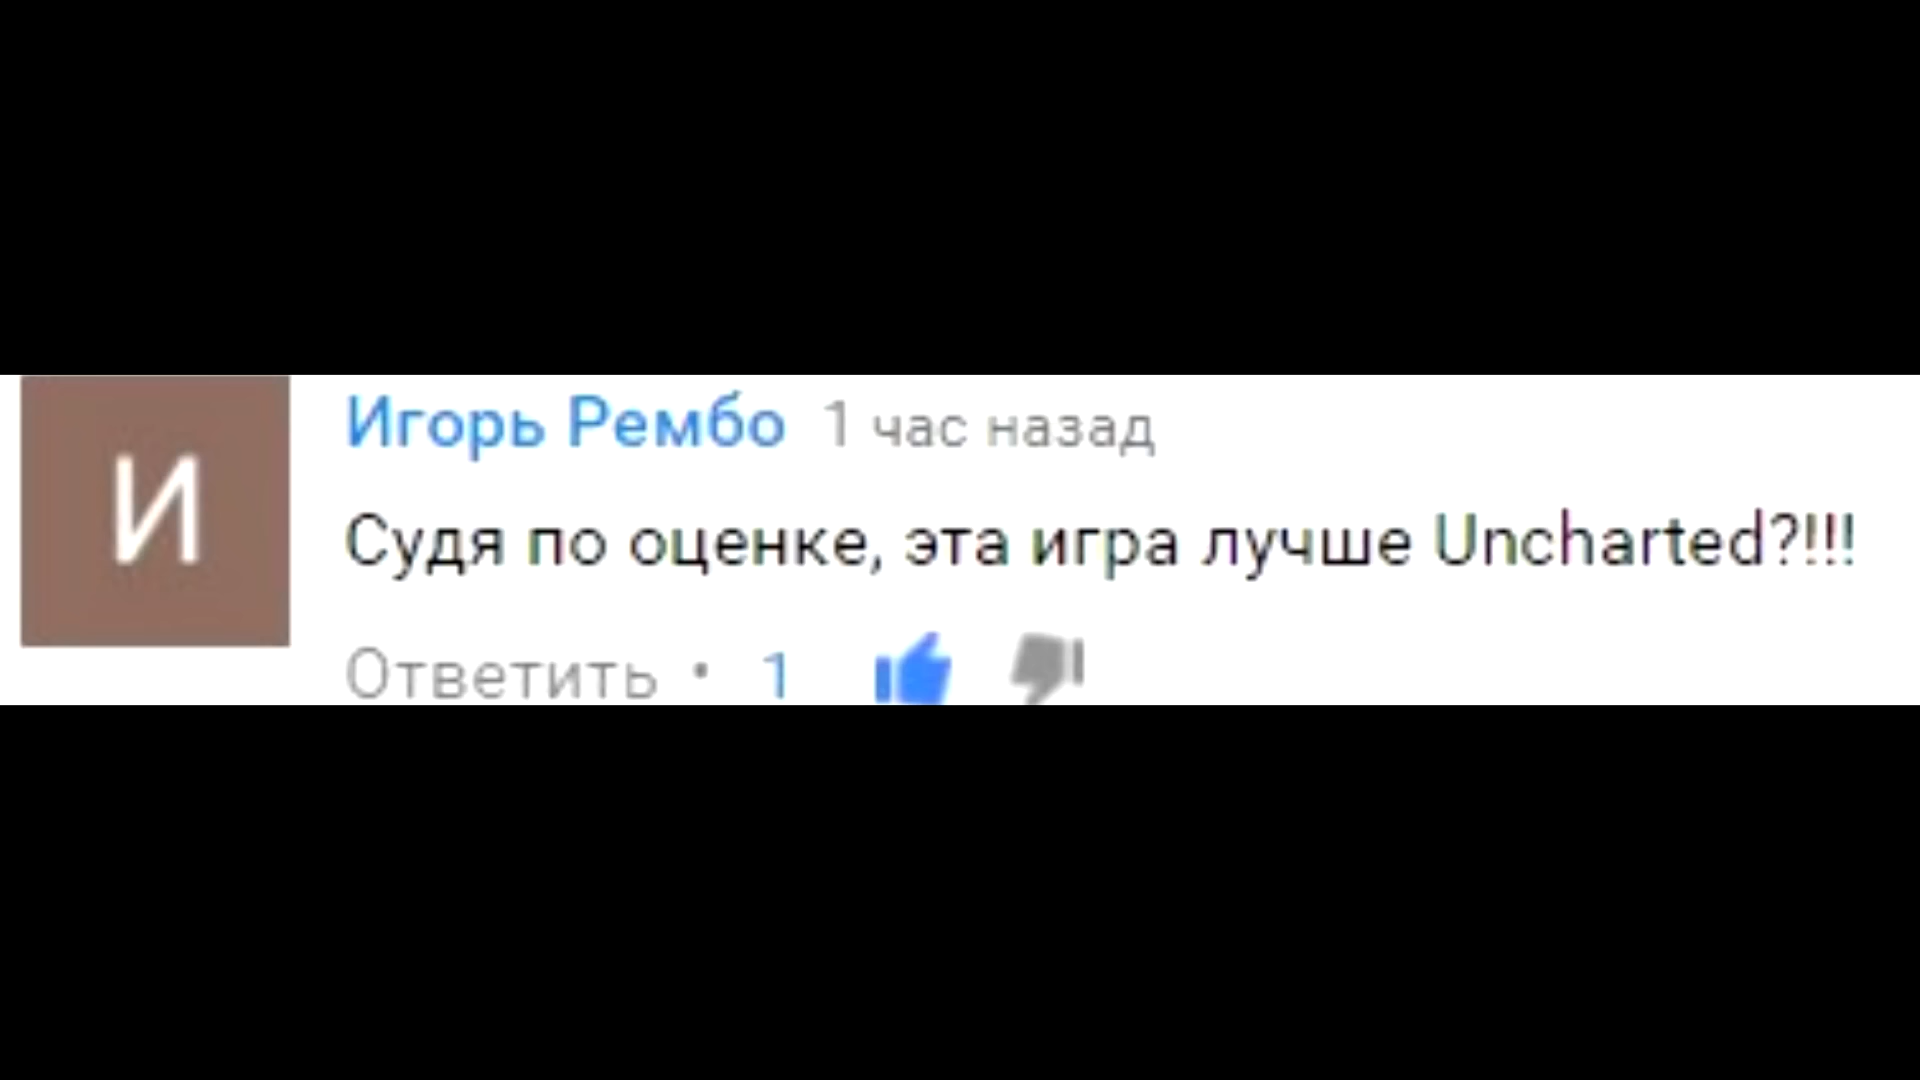 И
Игорь Рембо 1 час назад
Судя по оценке, эта игра лучше Uncharted?!!!
Ответить • 1